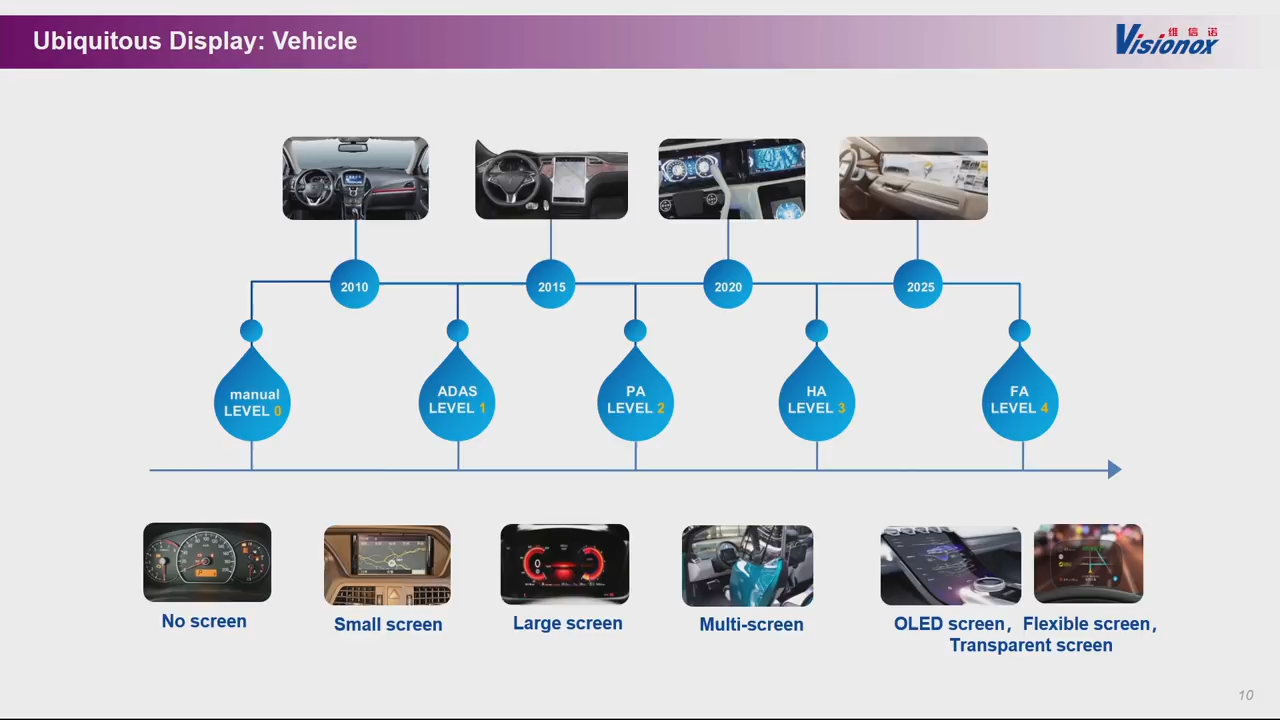 Ubiquitous Display: Vehicle
维信诺
Visionox
2010
2015
2020
2025
manual
LEVEL 0
ADAS
LEVEL 1
PA
LEVEL 2
HA
LEVEL 3
FA
LEVEL 4
No screen
Small screen
Large screen
Multi-screen
OLED screen，Flexible screen，
Transparent screen
10